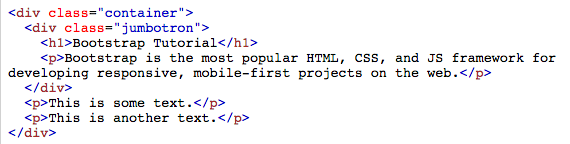 <div class="container">
  <div class="jumbotron">
    <h1>Bootstrap Tutorial</h1>
    <p>Bootstrap is the most popular HTML, CSS, and JS framework for
developing responsive, mobile-first projects on the web.</p>
  </div>
  <p>This is some text.</p>
  <p>This is another text.</p>
</div>